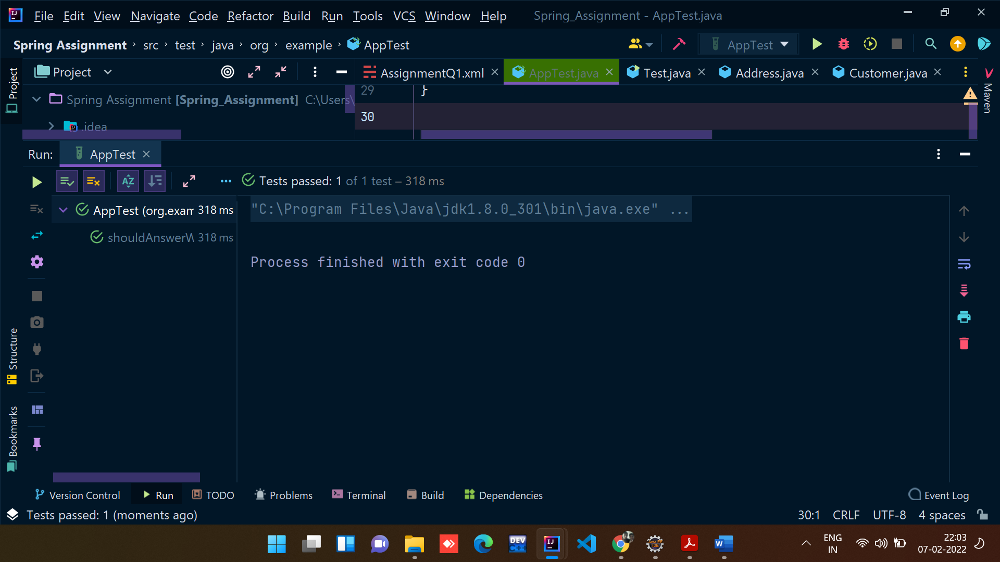 File Edit View Navigate Code Refactor Build Run Tools VCS Window Help Spring_Assignment - AppTest.java
Spring Assignment › src › test › java › org › example › AppTest
AppTest
Project
AssignmentQ1.xml
AppTest.java
Test.java
Address.java
Customer.java
Project
Maven
Spring Assignment [Spring_Assignment] C:\Users\
.idea
29 }
30
Run: AppTest
Tests passed: 1 of 1 test – 318 ms
AppTest (org.exam 318 ms
shouldAnswerW 318 ms
"C:\Program Files\Java\jdk1.8.0_301\bin\java.exe" ...
Process finished with exit code 0
Structure
Bookmarks
Version Control Run TODO Problems Terminal Build Dependencies Event Log
Tests passed: 1 (moments ago) 30:1 CRLF UTF-8 4 spaces
DEV
C++
IJ
Java EE
IDE
W
ENG
IN
22:03
07-02-2022